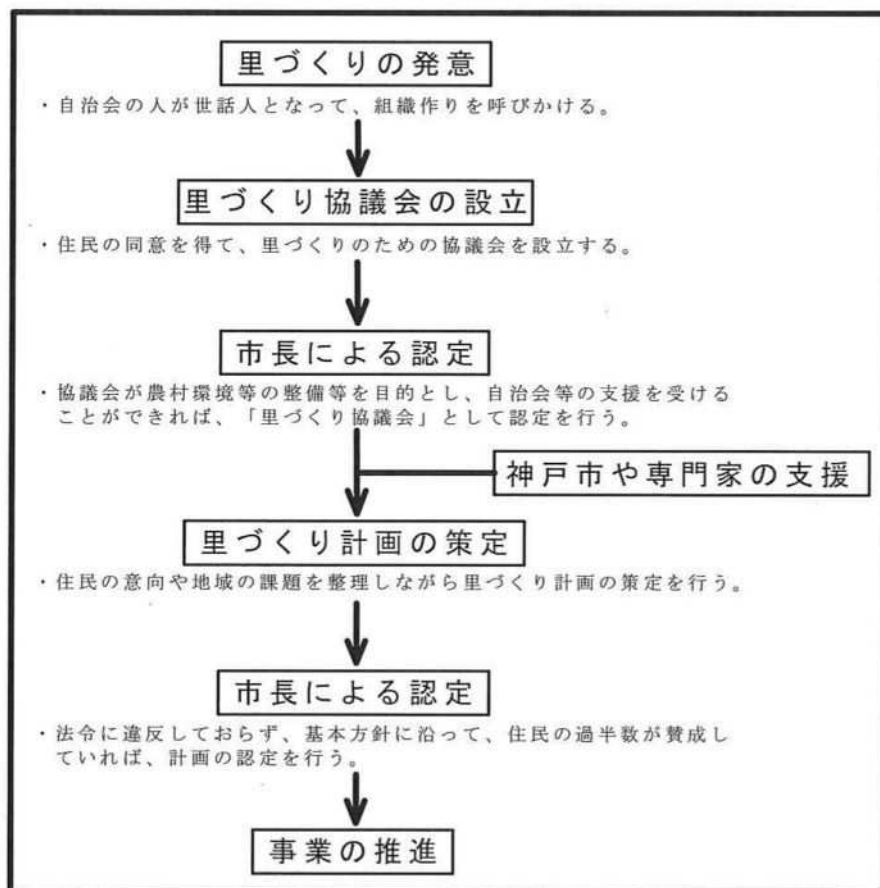 里づくりの発意
・自治会の人が世話人となって、組織作りを呼びかける。
里づくり協議会の設立
・住民の同意を得て、里づくりのための協議会を設立する。
市長による認定
・協議会が農村環境等の整備等を目的とし、自治会等の支援を受ける
ことができれば、「里づくり協議会」として認定を行う。
神戸市や専門家の支援
里づくり計画の策定
・住民の意向や地域の課題を整理しながら里づくり計画の策定を行う。
市長による認定
・法令に違反しておらず、基本方針に沿って、住民の過半数が賛成し
ていれば、計画の認定を行う。
事業の推進